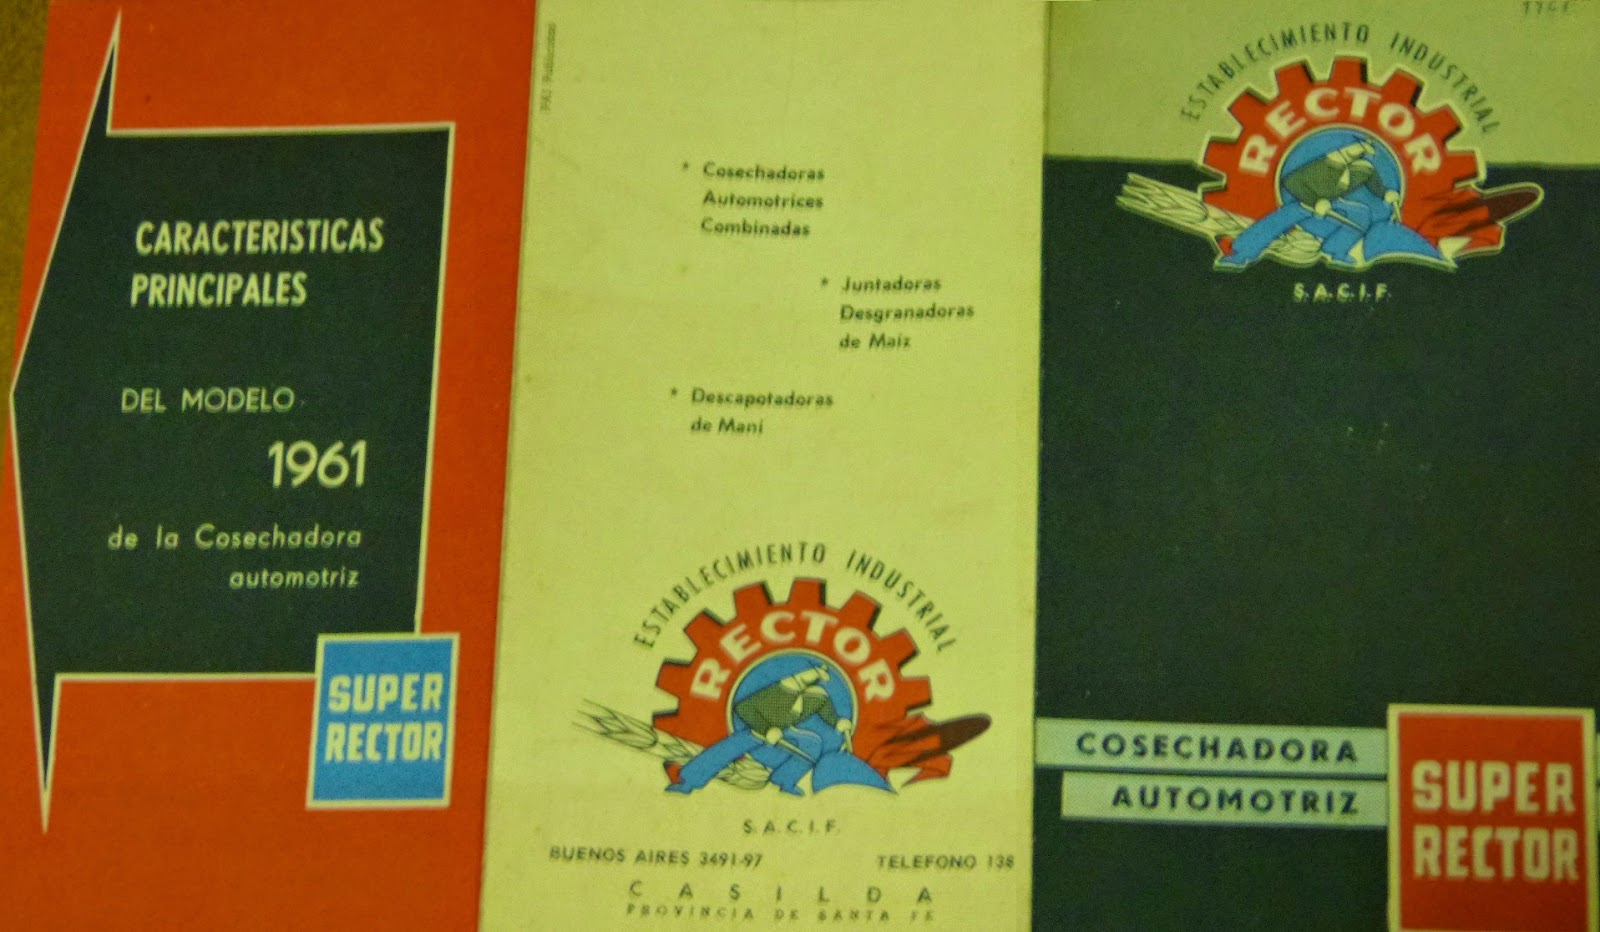 CARACTERISTICAS
PRINCIPALES
DEL MODELO
1961
de la Cosechadora
automotriz
SUPER
RECTOR
* Cosechadoras
Automotrices
Combinadas
* Juntadoras
Desgranadoras
de Maiz
* Descapotadoras
de Maní
ESTABLECIMIENTO INDUSTRIAL
RECTOR
S. A. C. I. F.
BUENOS AIRES 3491-97 TELEFONO 138
CASILDA
PROVINCIA DE SANTA FE
ESTABLECIMIENTO INDUSTRIAL
RECTOR
S. A. C. I. F.
COSECHADORA
AUTOMOTRIZ
SUPER
RECTOR